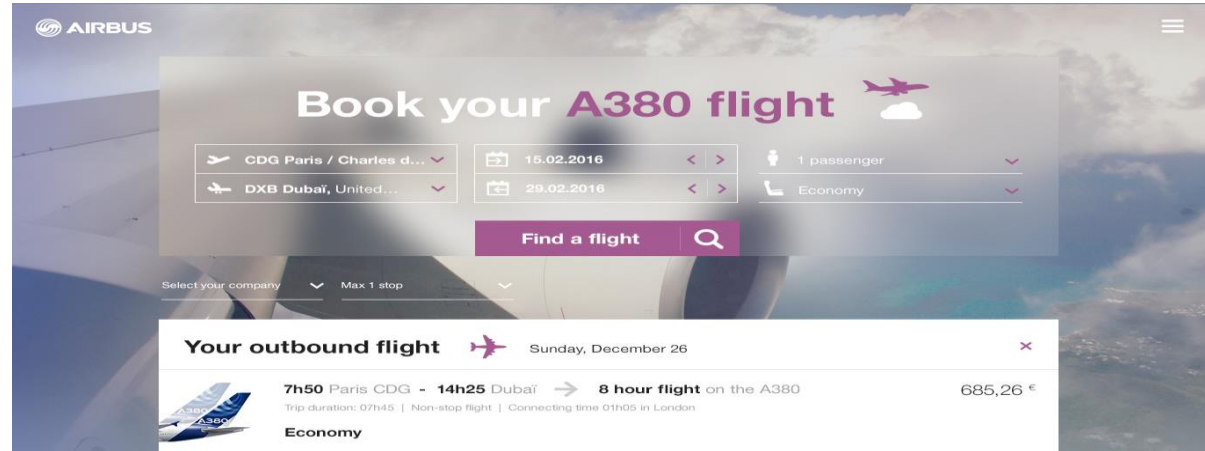 AIRBUS
Book your A380 flight
CDG Paris / Charles d... 15.02.2016 1 passenger
DXB Dubaï, United... 29.02.2016 Economy
Find a flight
Select your company Max 1 stop
Your outbound flight Sunday, December 26
7h50 Paris CDG - 14h25 Dubaï 8 hour flight on the A380 685,26 €
Trip duration: 07h45 | Non-stop flight | Connecting time 01h05 in London
A380
A380
Economy